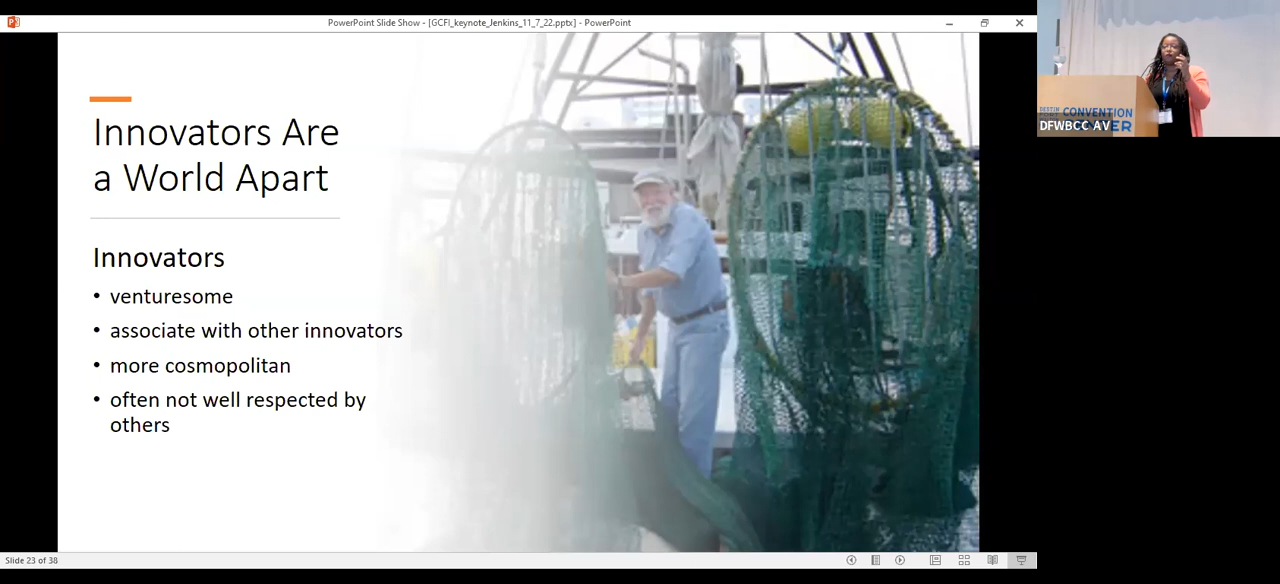 PowerPoint Slide Show - [GCFI_keynote_Jenkins_11_7_22.pptx] - PowerPoint
Innovators Are
a World Apart
Innovators
• venturesome
• associate with other innovators
• more cosmopolitan
• often not well respected by
others
DESTIN
CONVENTION
DFWBCC AV
Slide 23 of 38